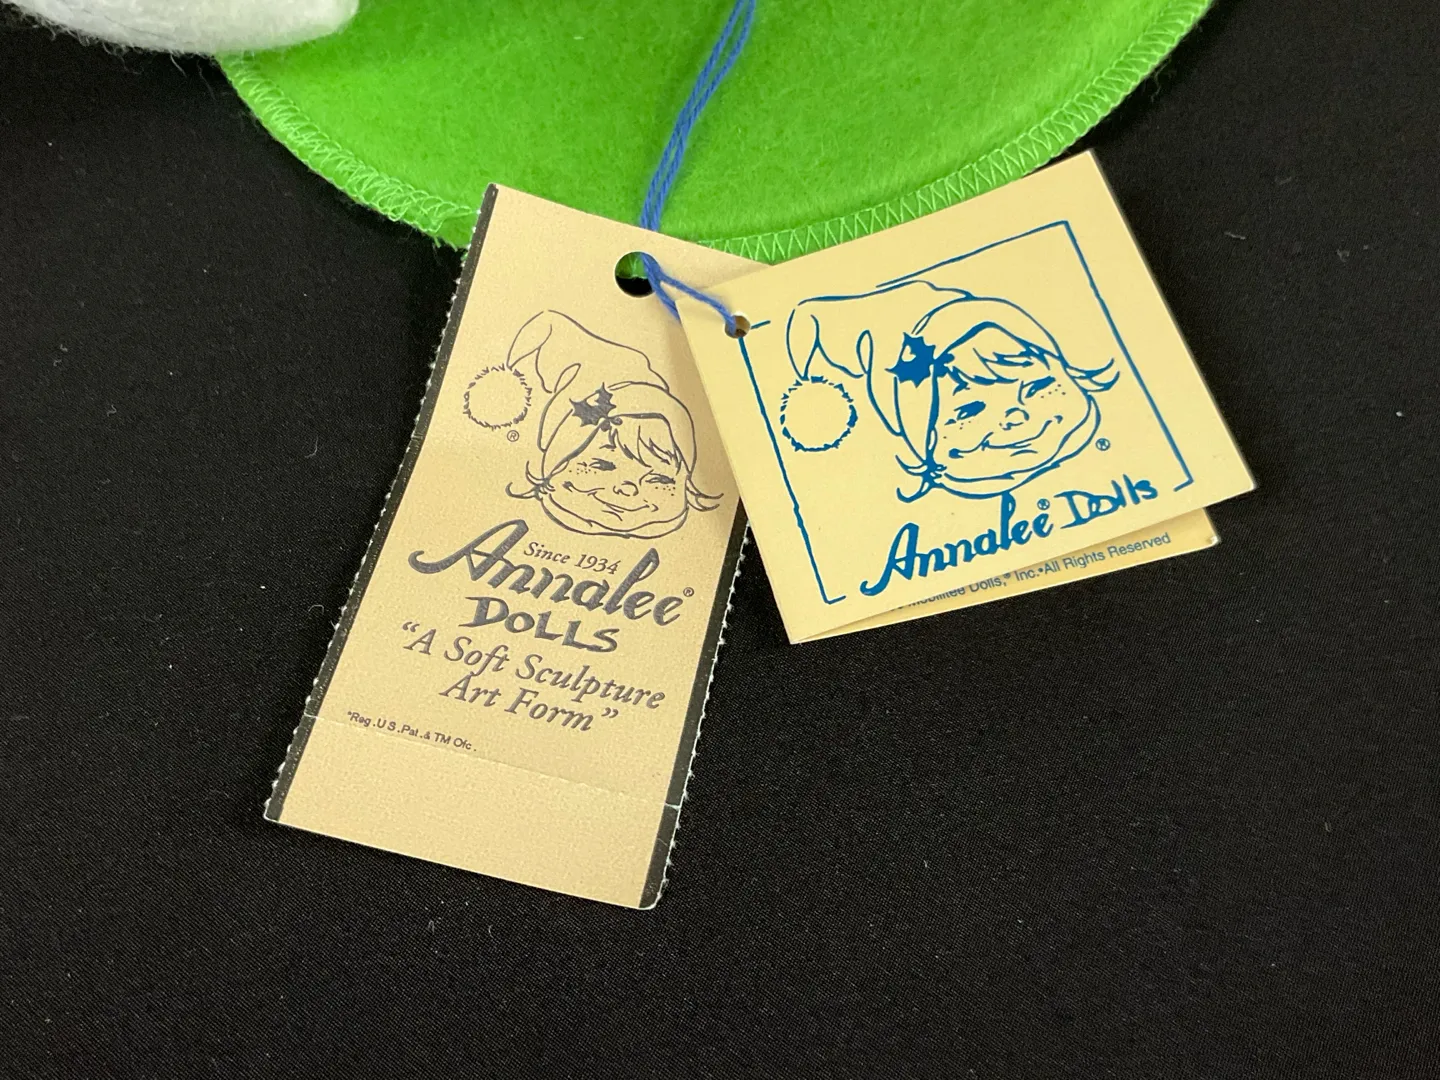 ®
Since 1934
Annalee®
DOLLS
“A Soft Sculpture
Art Form”
*Reg.U S.Pat.& TM Ofc.
®
Annalee® Dolls
Mobilitee Dolls,® Inc.•All Rights Reserved